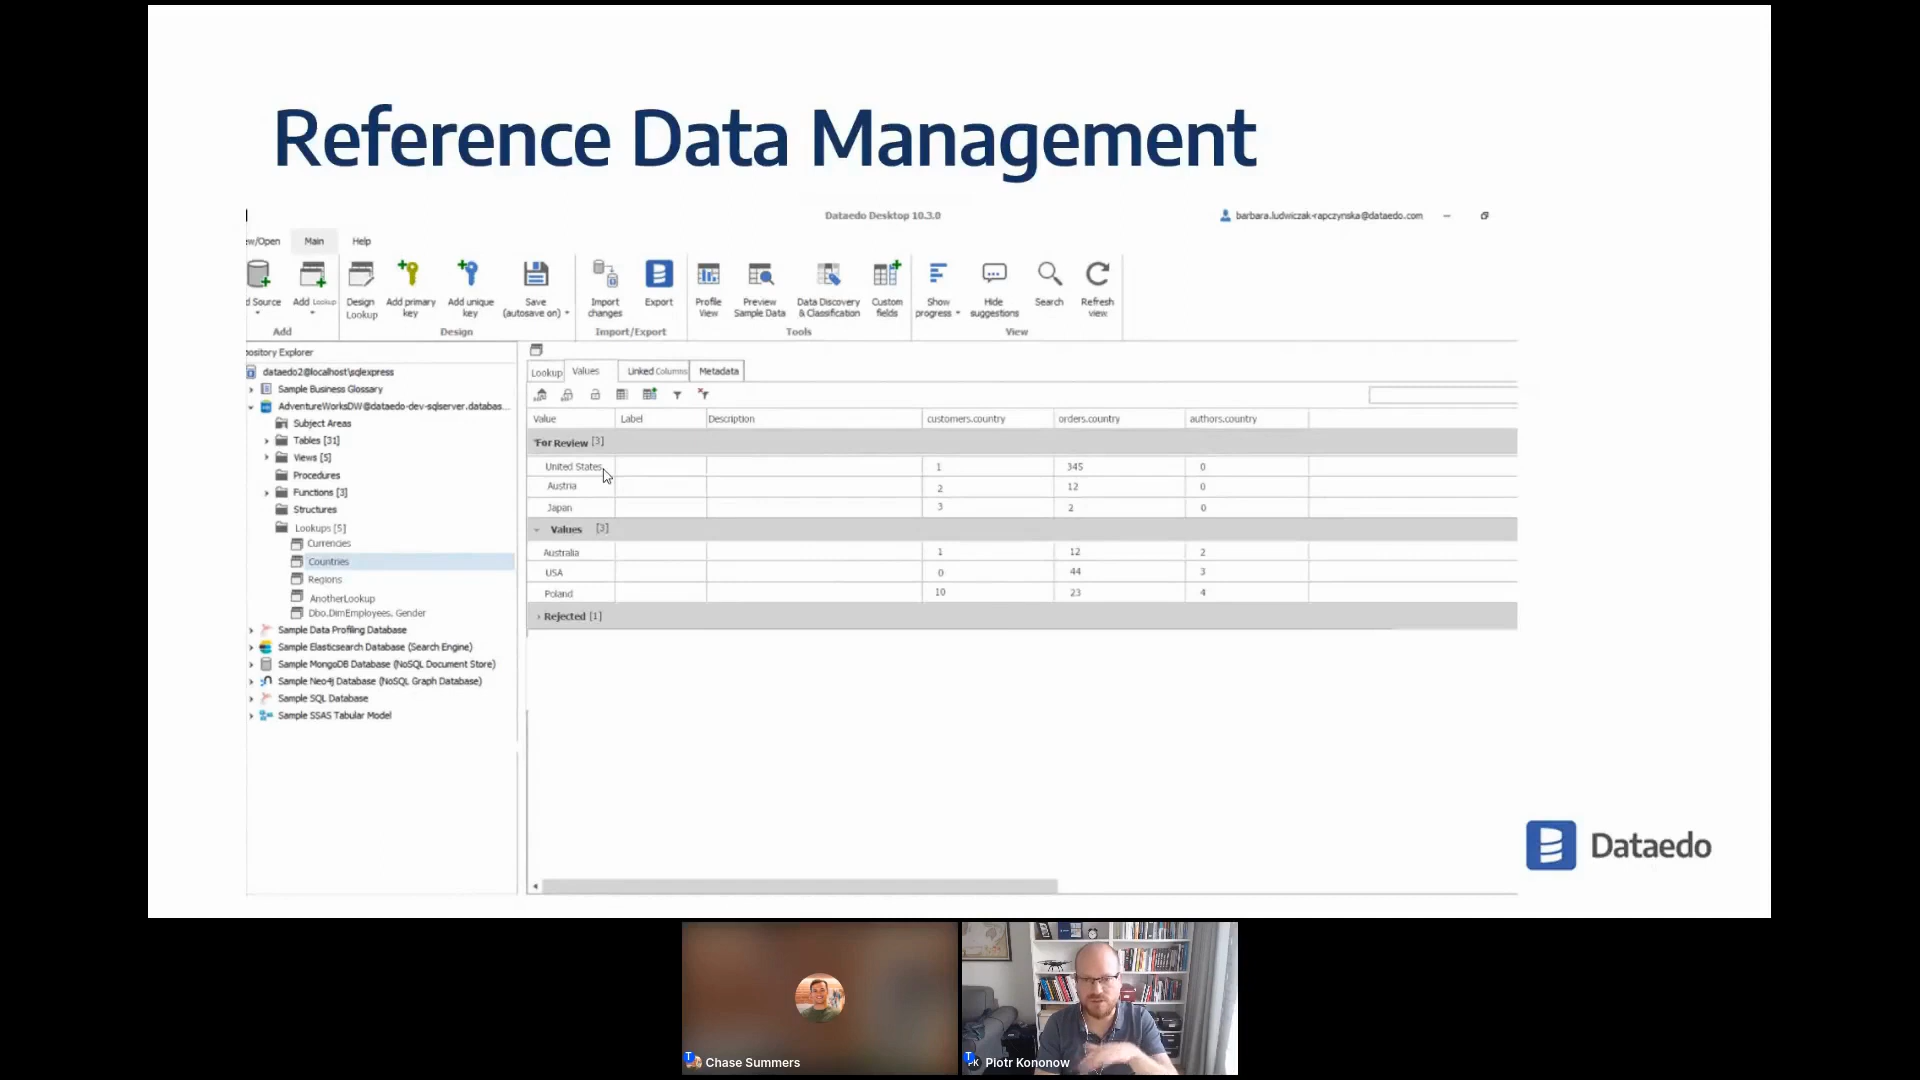 Reference Data Management
Dataedo Desktop 10.3.0
barbara.ludwiczak-rapczynska@dataedo.com
w/Open
Main
Help
d Source
Add Lookup
Design Lookup
Add primary key
Add unique key
Save (autosave on)
Import changes
Export
Profile View
Preview Sample Data
Data Discovery & Classification
Custom fields
Show progress
Hide suggestions
Search
Refresh view
Add
Design
Import/Export
Tools
View
ository Explorer
dataedo2@localhost\sqlexpress
Sample Business Glossary
AdventureWorksDW@dataedo-dev-sqlserver.databas...
Subject Areas
Tables [31]
Views [5]
Procedures
Functions [3]
Structures
Lookups [5]
Currencies
Countries
Regions
AnotherLookup
Dbo.DimEmployees. Gender
Sample Data Profiling Database
Sample Elasticsearch Database (Search Engine)
Sample MongoDB Database (NoSQL Document Store)
Sample Neo4j Database (NoSQL Graph Database)
Sample SQL Database
Sample SSAS Tabular Model
Lookup Values Linked Columns Metadata
Value Label Description customers.country orders.country authors.country
For Review [3]
United States 1 345 0
Austria 2 12 0
Japan 3 2 0
Values [3]
Australia 1 12 2
USA 0 44 3
Poland 10 23 4
Rejected [1]
Dataedo
Chase Summers
Piotr Kononow